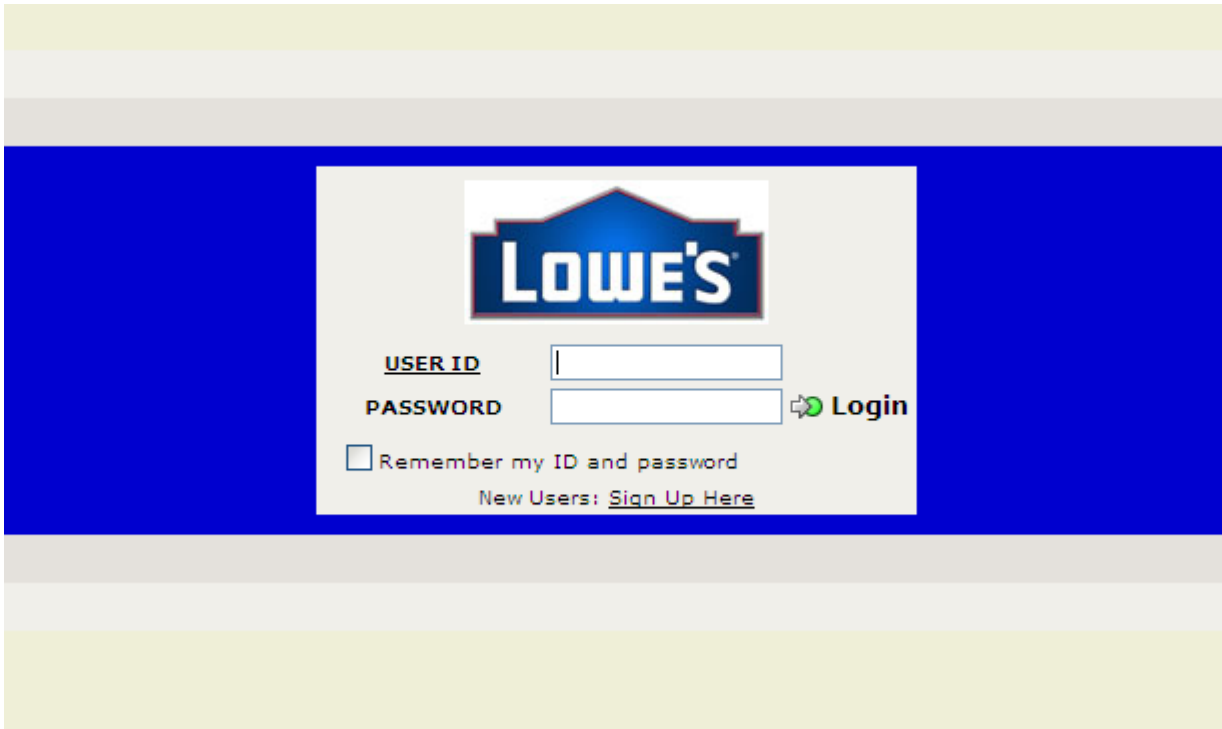 LOWE'S
USER ID
PASSWORD
Login
Remember my ID and password
New Users: Sign Up Here